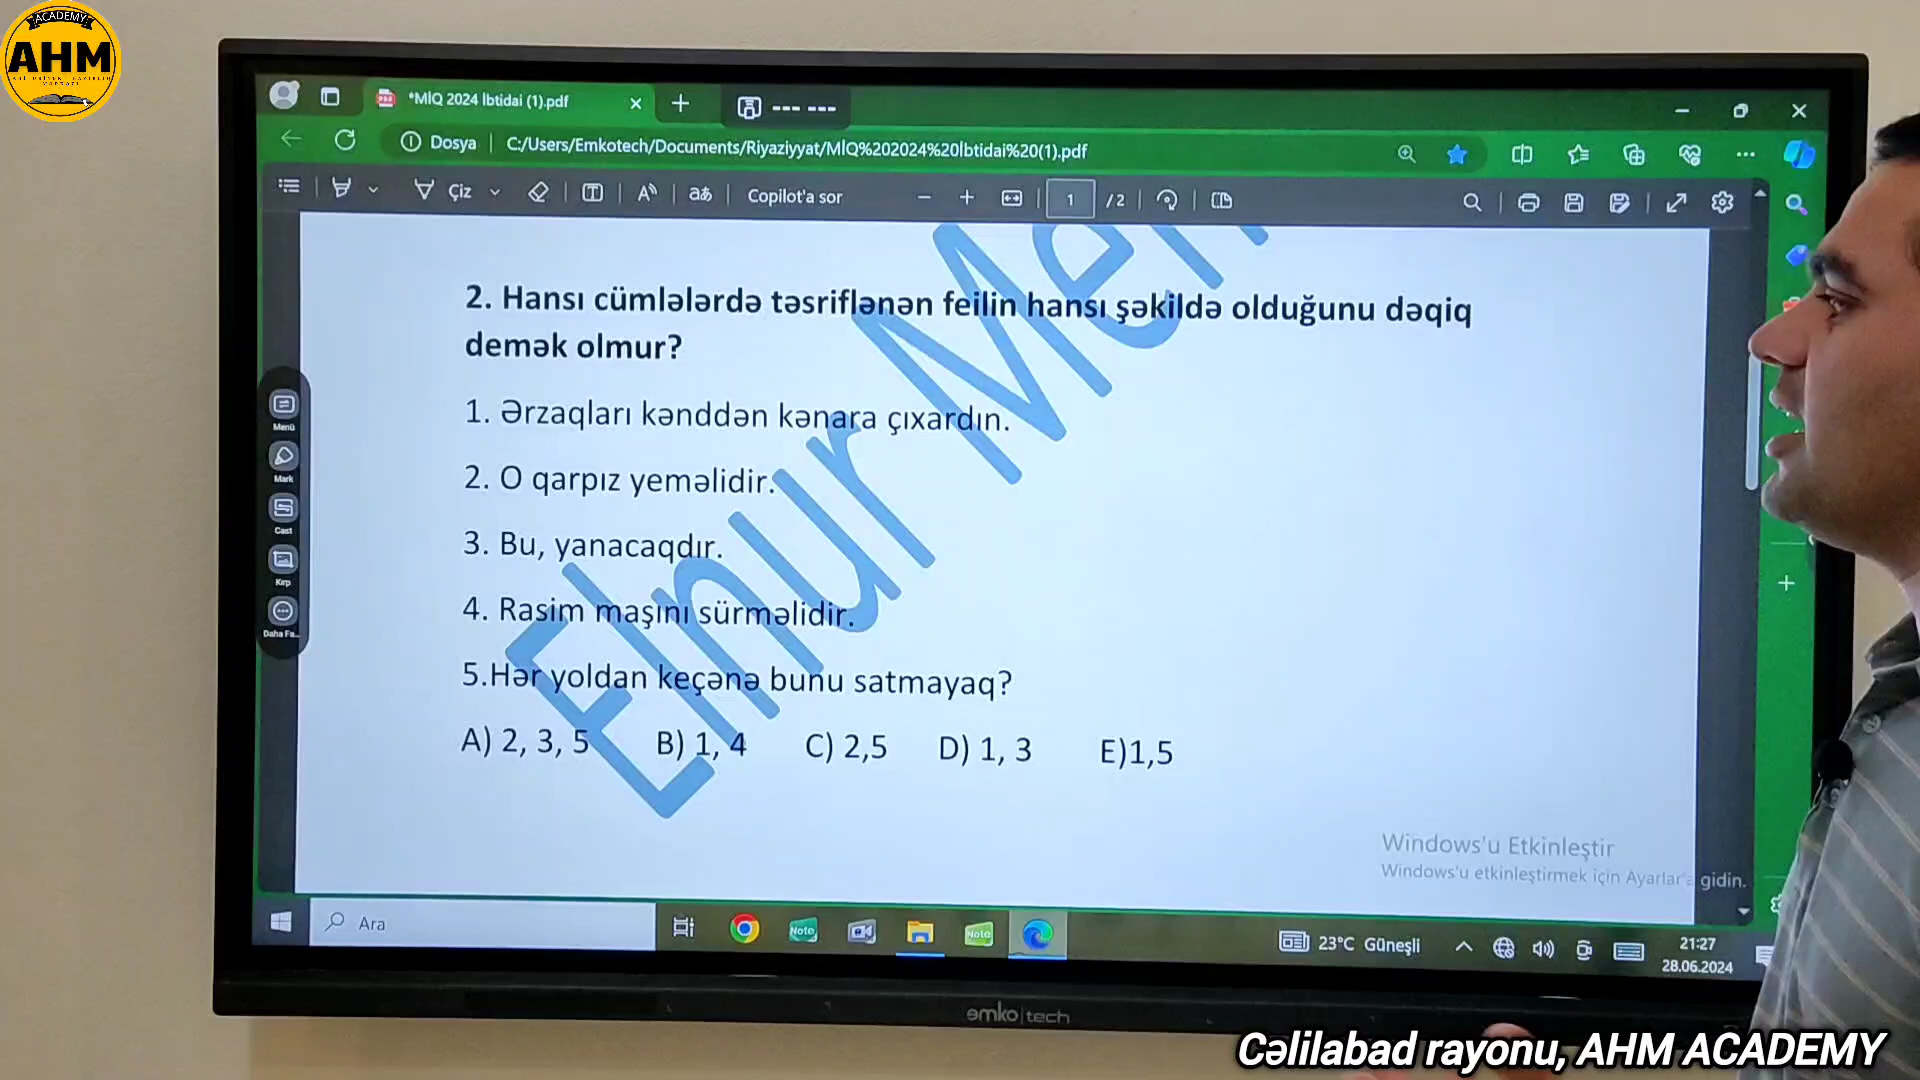 ACADEMY
AHM
*MİQ 2024 İbtidai (1).pdf
Dosya
C:/Users/Emkotech/Documents/Riyaziyyat/MİQ%202024%20İbtidai%20(1).pdf
Çiz
Copilot'a sor
1 / 2
2. Hansı cümlələrdə təsriflənən feilin hansı şəkildə olduğunu dəqiq
demək olmur?
1. Ərzaqları kənddən kənara çıxardın.
2. O qarpız yeməlidir.
3. Bu, yanacaqdır.
4. Rasim maşını sürməlidir.
5.Hər yoldan keçənə bunu satmayaq?
A) 2, 3, 5 B) 1, 4 C) 2,5 D) 1, 3 E)1,5
Elnur
Menü
Mark
Cast
Kırp
Daha Fa...
Windows'u Etkinleştir
Windows'u etkinleştirmek için Ayarlar'a gidin.
Ara
Note
Note
23°C Güneşli
21:27
28.06.2024
emko|tech
Cəlilabad rayonu, AHM ACADEMY